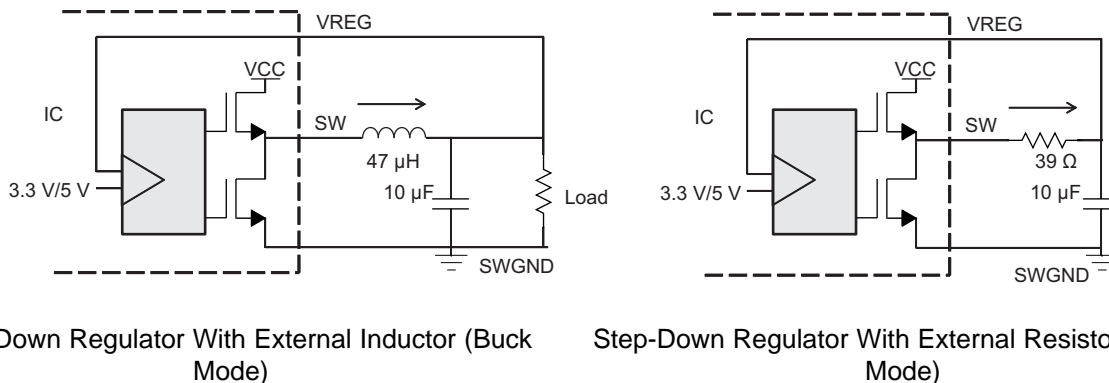 VREG
VCC
IC
SW
47 µH
3.3 V/5 V
10 µF
Load
SWGND
Down Regulator With External Inductor (Buck
Mode)
VREG
VCC
IC
SW
39 Ω
3.3 V/5 V
10 µF
SWGND
Step-Down Regulator With External Resisto
Mode)